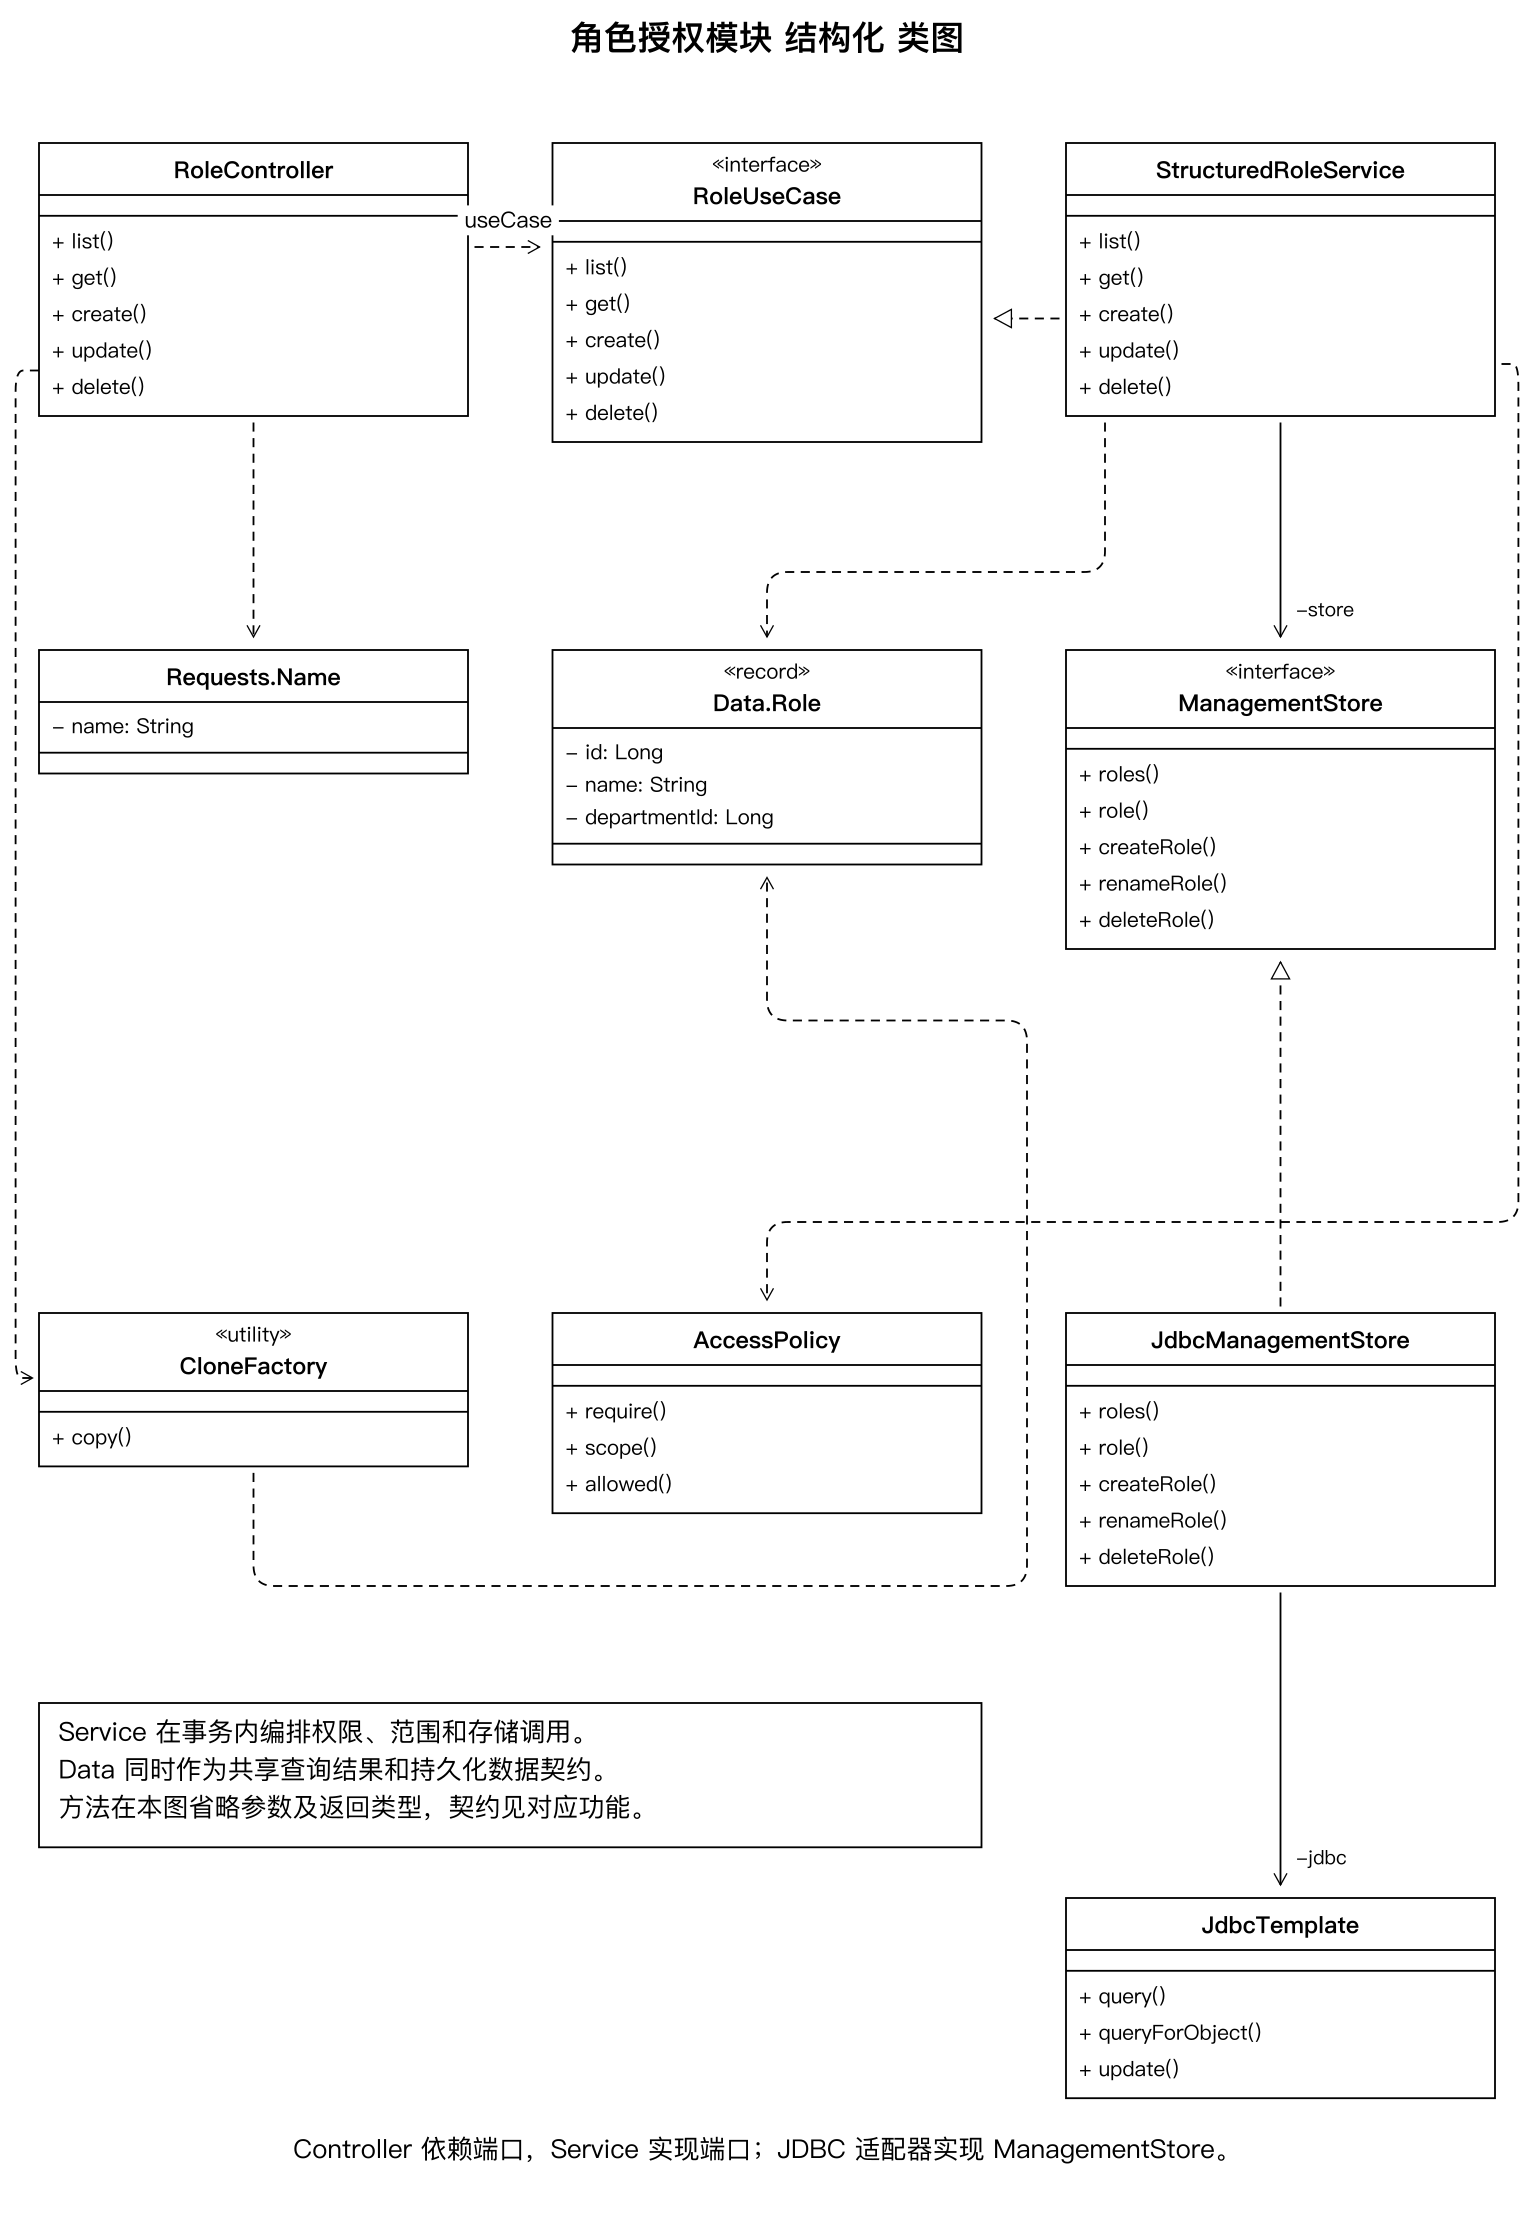 角色授权模块 结构化 类图
RoleController
+ list()
+ get()
+ create()
+ update()
+ delete()
useCase
«interface»
RoleUseCase
+ list()
+ get()
+ create()
+ update()
+ delete()
StructuredRoleService
+ list()
+ get()
+ create()
+ update()
+ delete()
–store
Requests.Name
– name: String
«record»
Data.Role
– id: Long
– name: String
– departmentId: Long
«interface»
ManagementStore
+ roles()
+ role()
+ createRole()
+ renameRole()
+ deleteRole()
«utility»
CloneFactory
+ copy()
AccessPolicy
+ require()
+ scope()
+ allowed()
JdbcManagementStore
+ roles()
+ role()
+ createRole()
+ renameRole()
+ deleteRole()
Service 在事务内编排权限、范围和存储调用。
Data 同时作为共享查询结果和持久化数据契约。
方法在本图省略参数及返回类型，契约见对应功能。
–jdbc
JdbcTemplate
+ query()
+ queryForObject()
+ update()
Controller 依赖端口，Service 实现端口；JDBC 适配器实现 ManagementStore。